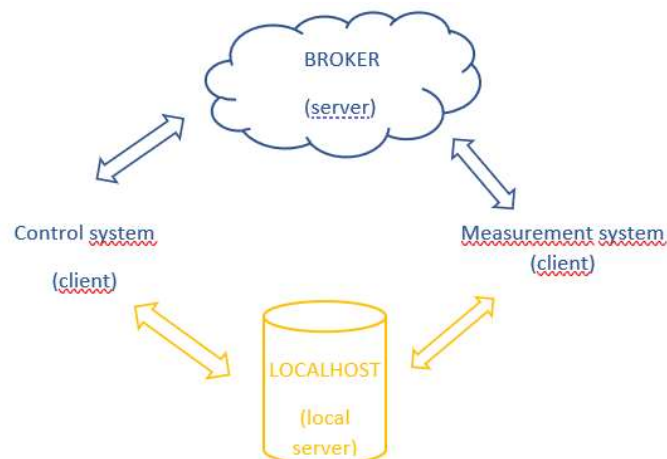 BROKER
(server)
Control system
(client)
Measurement system
(client)
LOCALHOST
(local
server)